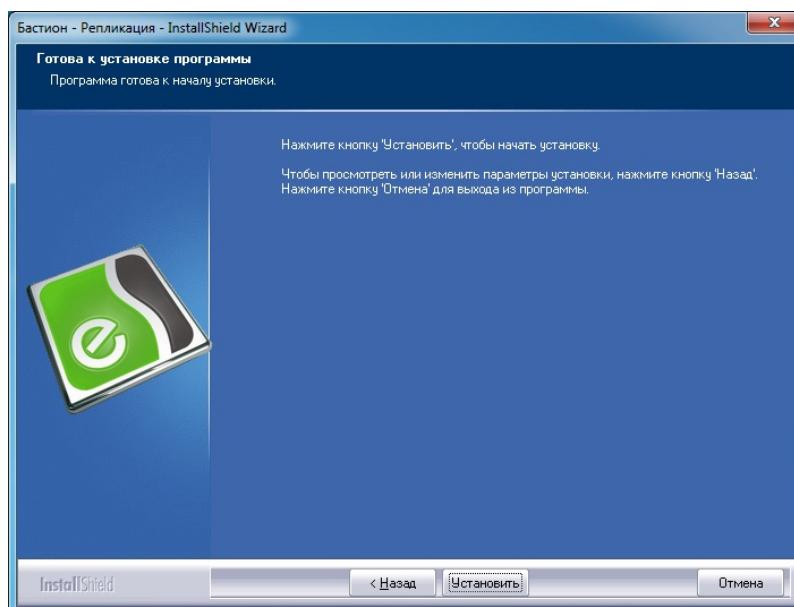 Бастион - Репликация - InstallShield Wizard
Готова к установке программы
Программа готова к началу установки.
Нажмите кнопку 'Установить', чтобы начать установку.
Чтобы просмотреть или изменить параметры установки, нажмите кнопку 'Назад'.
Нажмите кнопку 'Отмена' для выхода из программы.
e
InstallShield
< Назад
Установить
Отмена